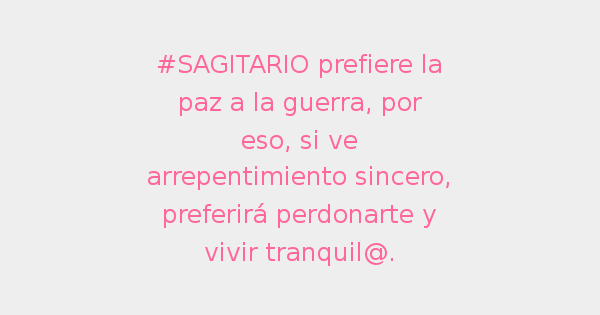 #SAGITARIO prefiere la
paz a la guerra, por
eso, si ve
arrepentimiento sincero,
preferirá perdonarte y
vivir tranquil@.